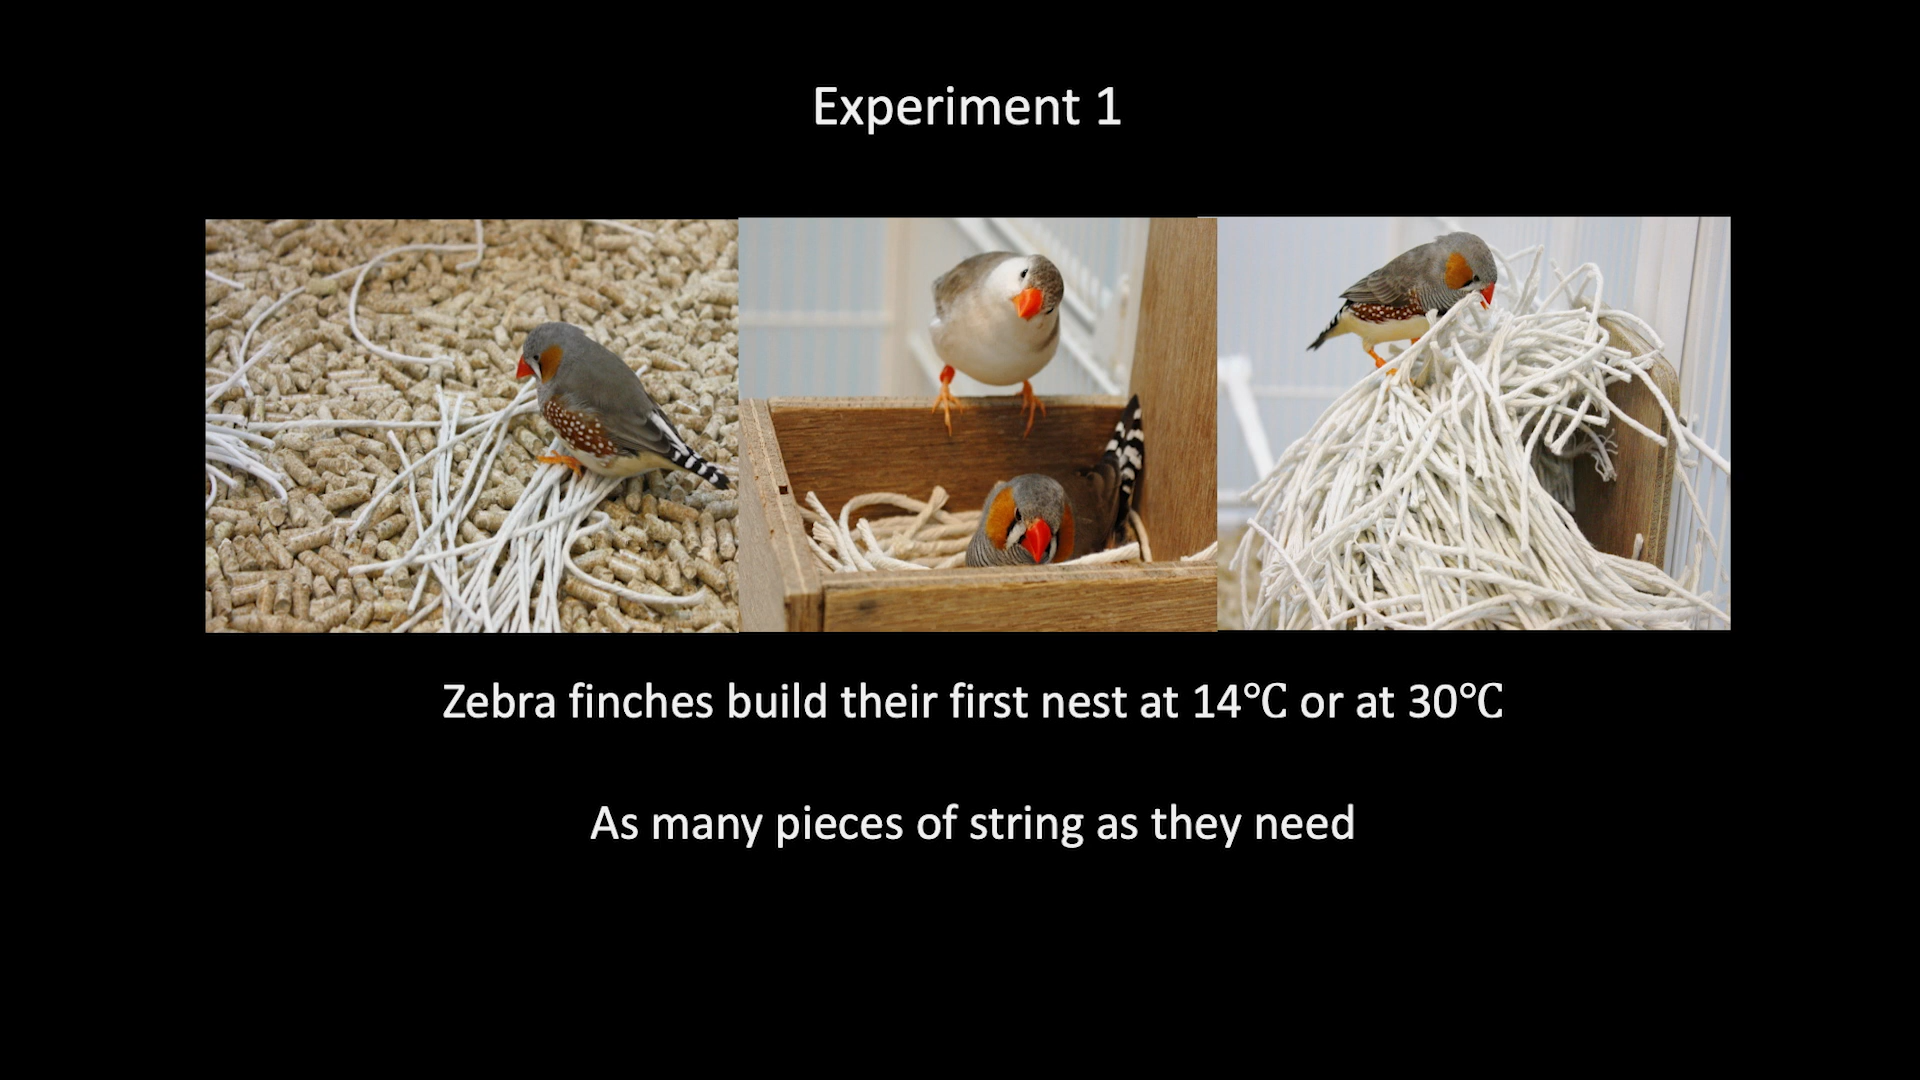 Experiment 1
Zebra finches build their first nest at 14℃ or at 30℃
As many pieces of string as they need